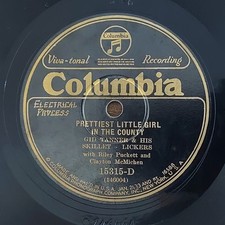 Viva-tonal Recording
Columbia
ELECTRICAL PROCESS
PRETTIEST LITTLE GIRL
IN THE COUNTY
GID TANNER & HIS
SKILLET - LICKERS
with Riley Puckett and
Clayton McMichen
15315-D
(146004)